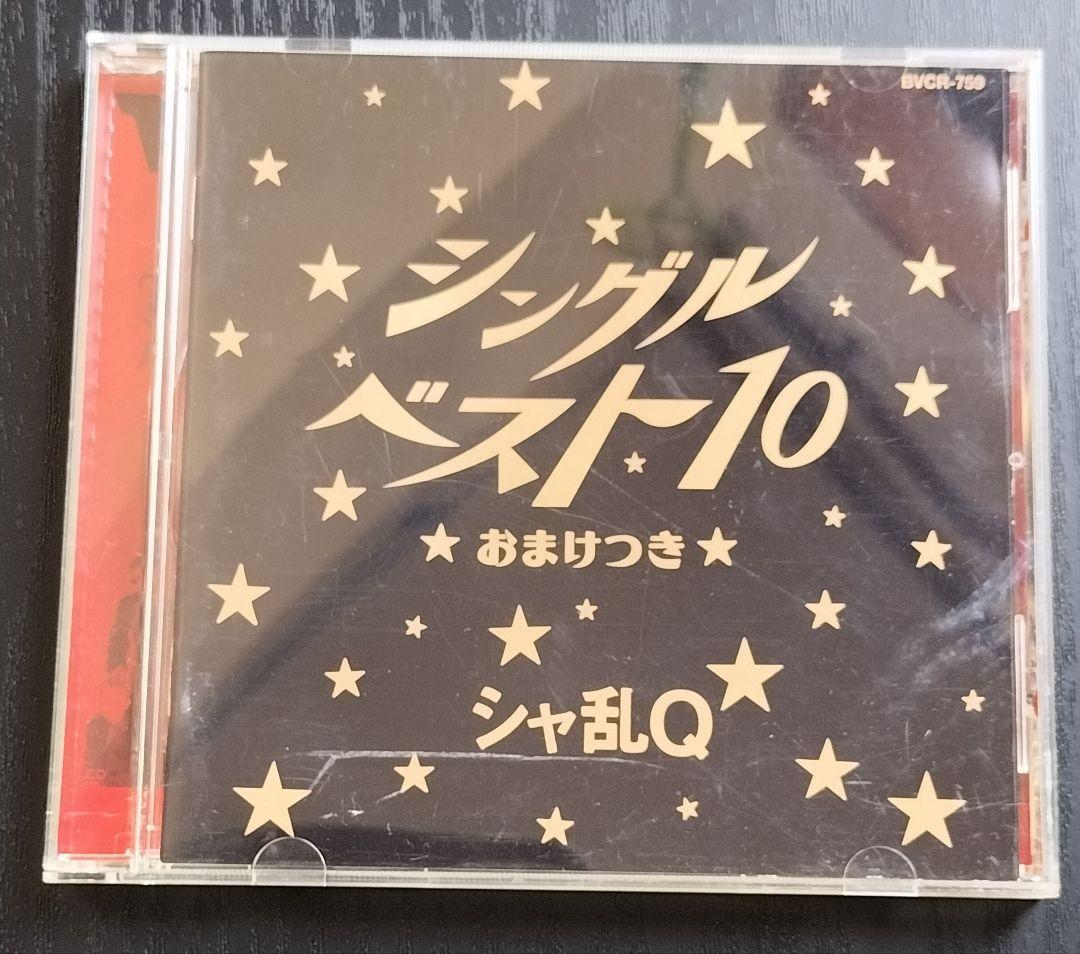 BVCR-759
シングル
ベスト10
★おまけつき★
シャ乱Q